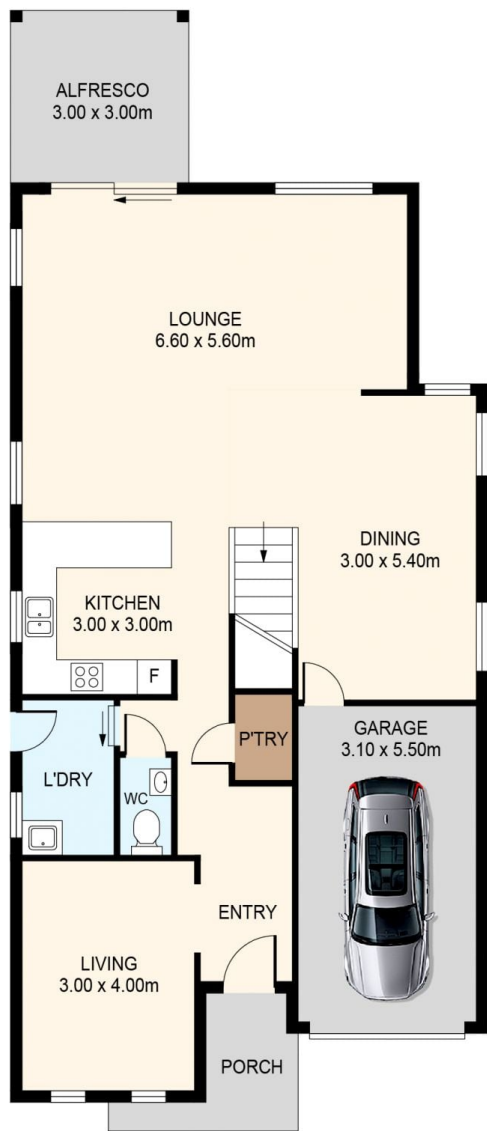 ALFRESCO
3.00 x 3.00m
LOUNGE
6.60 x 5.60m
DINING
3.00 x 5.40m
KITCHEN
3.00 x 3.00m
F
P'TRY
GARAGE
3.10 x 5.50m
L'DRY
WC
ENTRY
LIVING
3.00 x 4.00m
PORCH